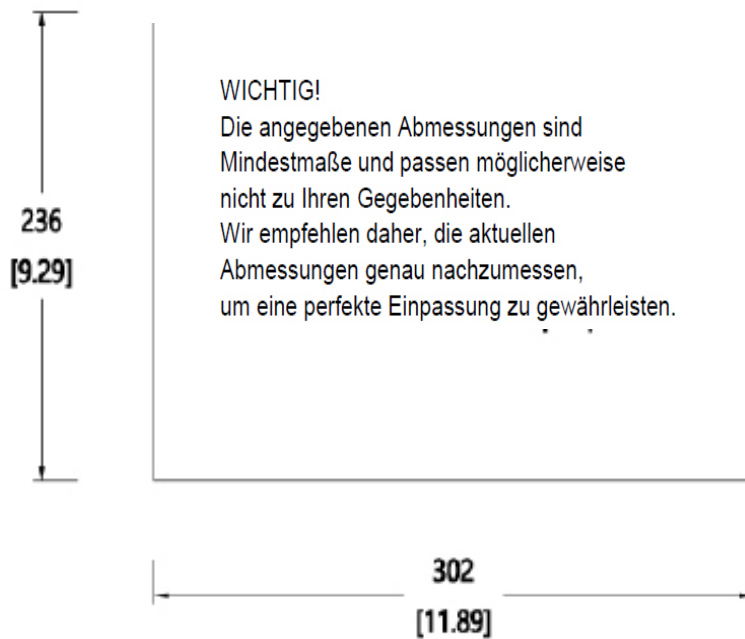 WICHTIG!
Die angegebenen Abmessungen sind
Mindestmaße und passen möglicherweise
nicht zu Ihren Gegebenheiten.
Wir empfehlen daher, die aktuellen
Abmessungen genau nachzumessen,
um eine perfekte Einpassung zu gewährleisten.
236
[9.29]
302
[11.89]